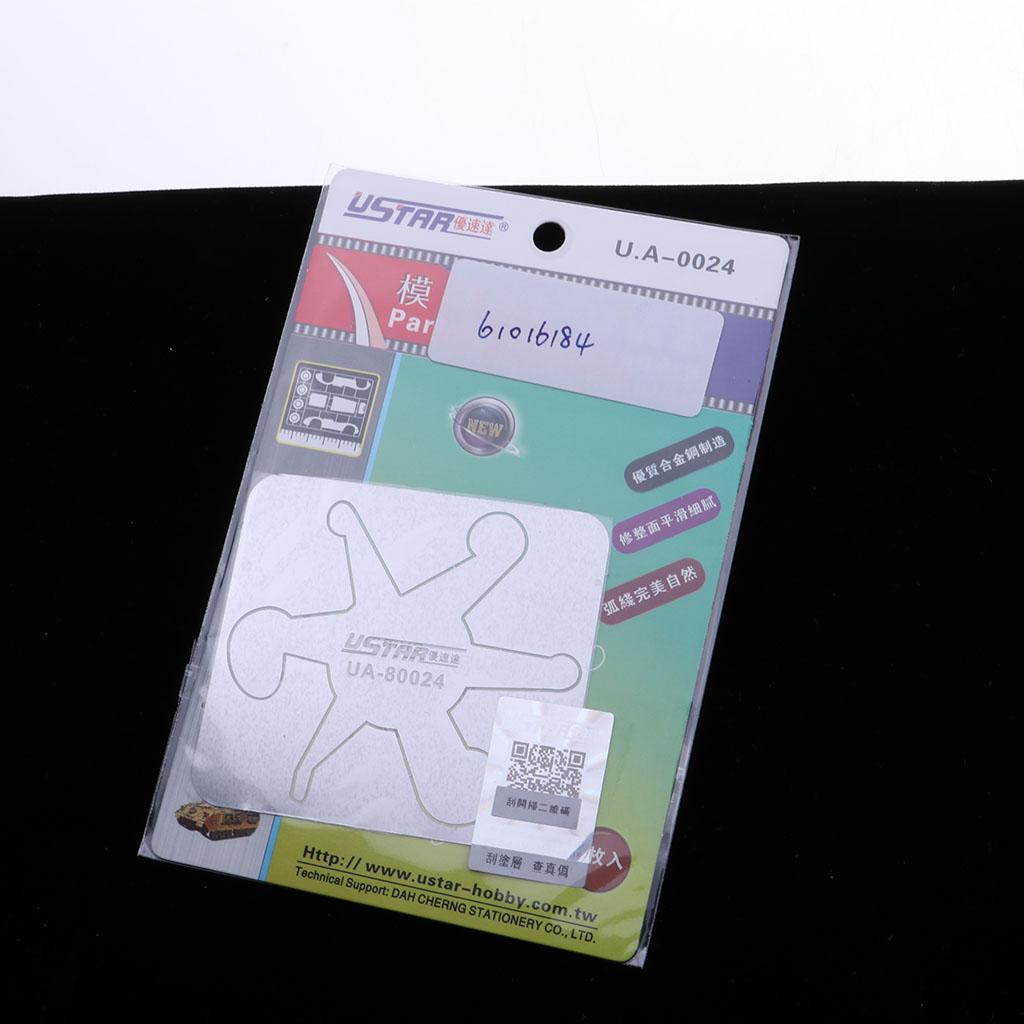 USTAR優速達®
U.A-0024
模
Par
61016184
NEW
優質合金鋼制造
修整面平滑細膩
弧綫完美自然
USTAR優速達
UA-80024
刮開掃二維碼
刮塗層 查真偽
枚入
Http://www.ustar-hobby.com.tw
Technical Support: DAH CHERNG STATIONERY CO., LTD.